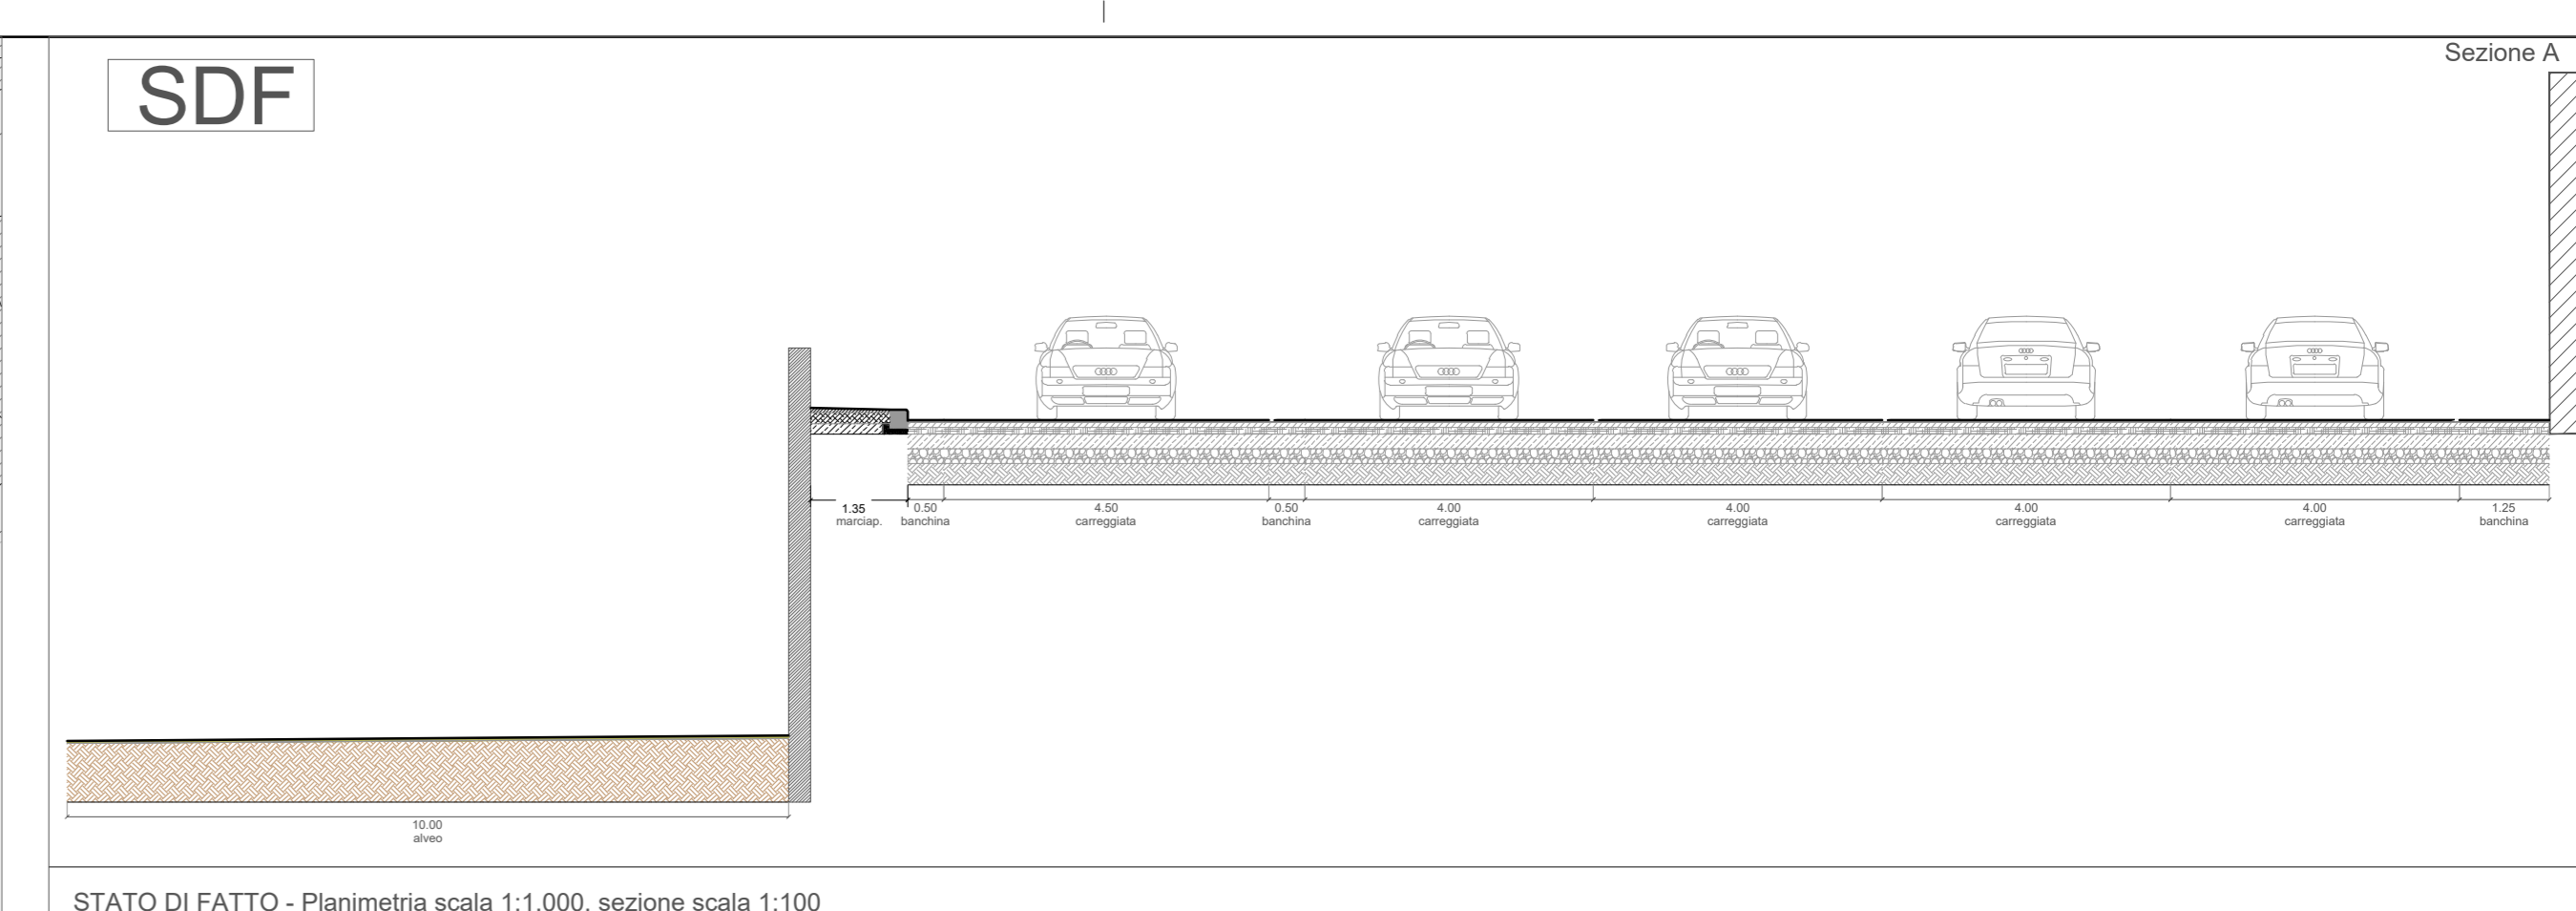 SDF
Sezione A
1.35
marciap.
0.50
banchina
4.50
carreggiata
0.50
banchina
4.00
carreggiata
4.00
carreggiata
4.00
carreggiata
4.00
carreggiata
1.25
banchina
10.00
alveo
STATO DI FATTO - Planimetria scala 1:1.000, sezione scala 1:100